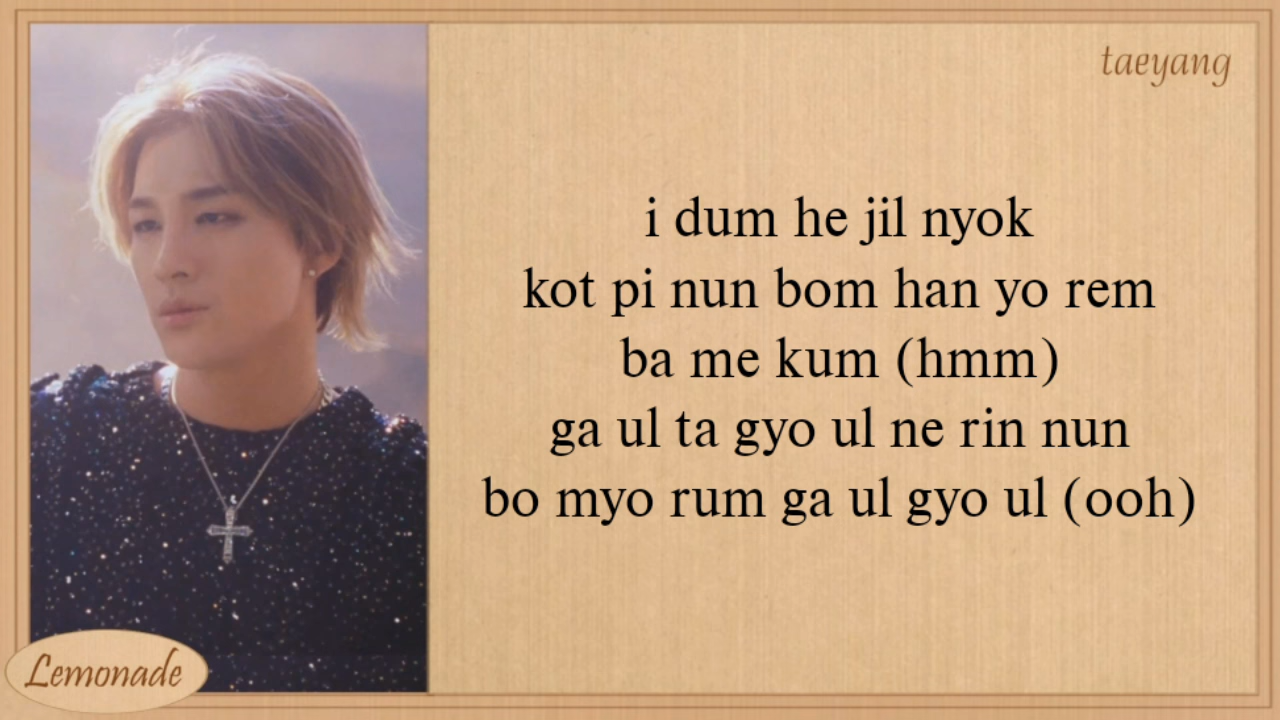 taeyang
i dum he jil nyok
kot pi nun bom han yo rem
ba me kum (hmm)
ga ul ta gyo ul ne rin nun
bo myo rum ga ul gyo ul (ooh)
Lemonade